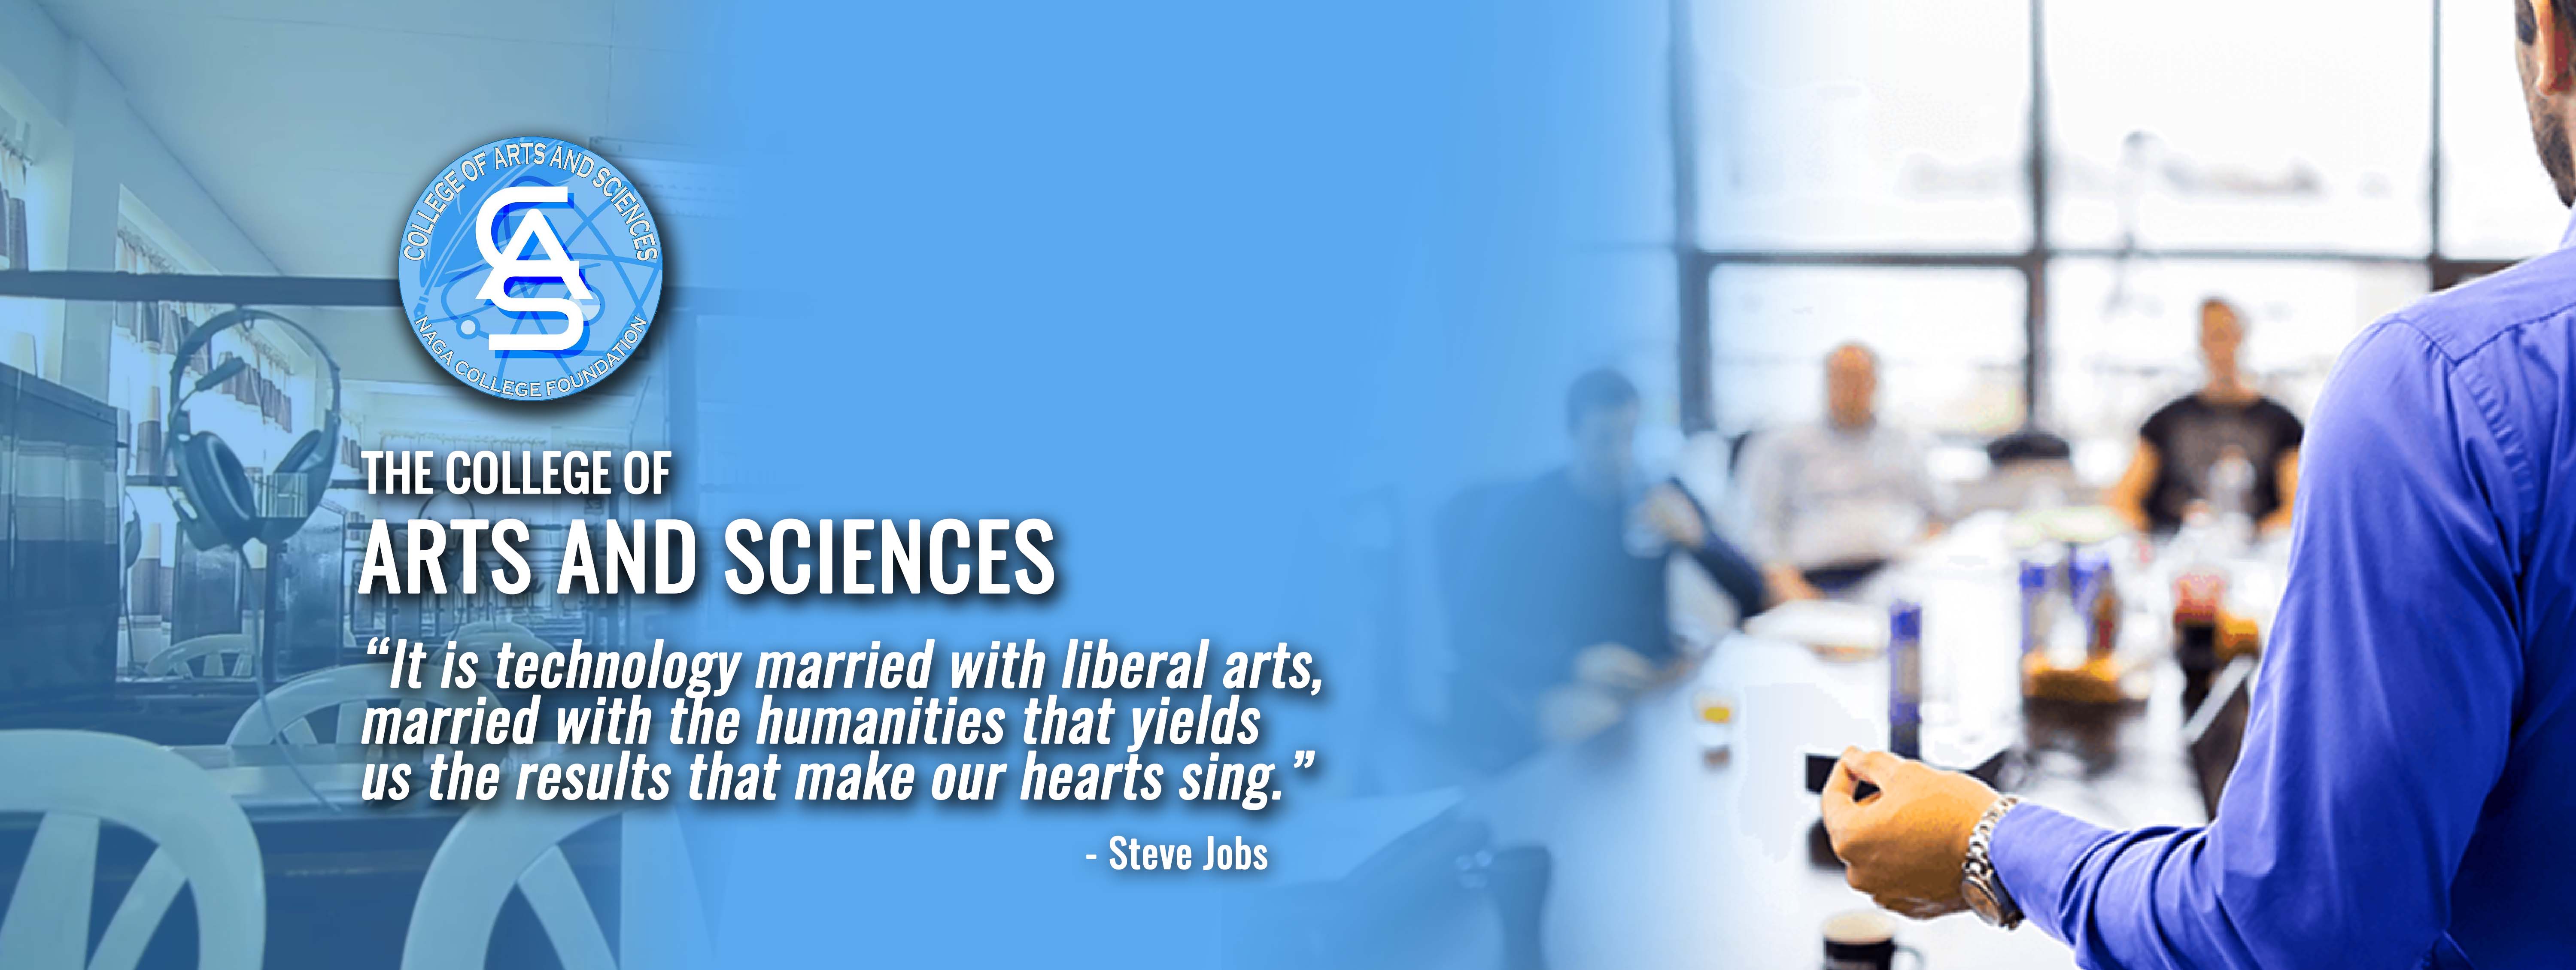 COLLEGE OF ARTS AND SCIENCES
CAS
NAGA COLLEGE FOUNDATION
THE COLLEGE OF
ARTS AND SCIENCES
“It is technology married with liberal arts,
married with the humanities that yields
us the results that make our hearts sing.”
- Steve Jobs